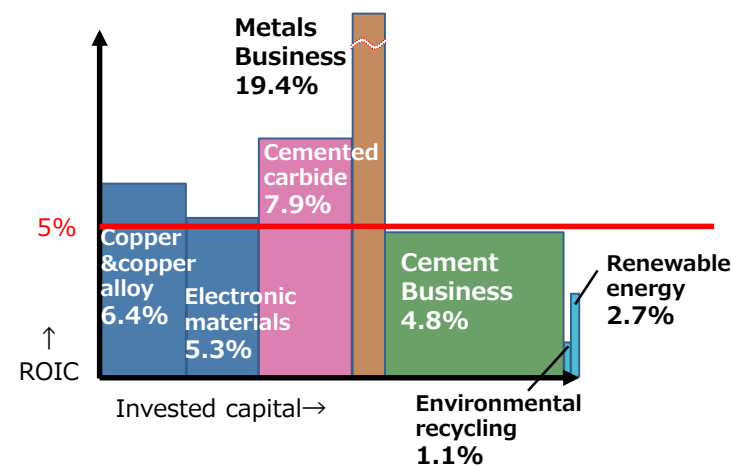 Metals
Business
19.4%
Cemented
carbide
7.9%
5%
Copper
&copper
alloy
6.4%
Electronic
materials
5.3%
Cement
Business
4.8%
Renewable
energy
2.7%
↑
ROIC
Invested capital→
Environmental
recycling
1.1%